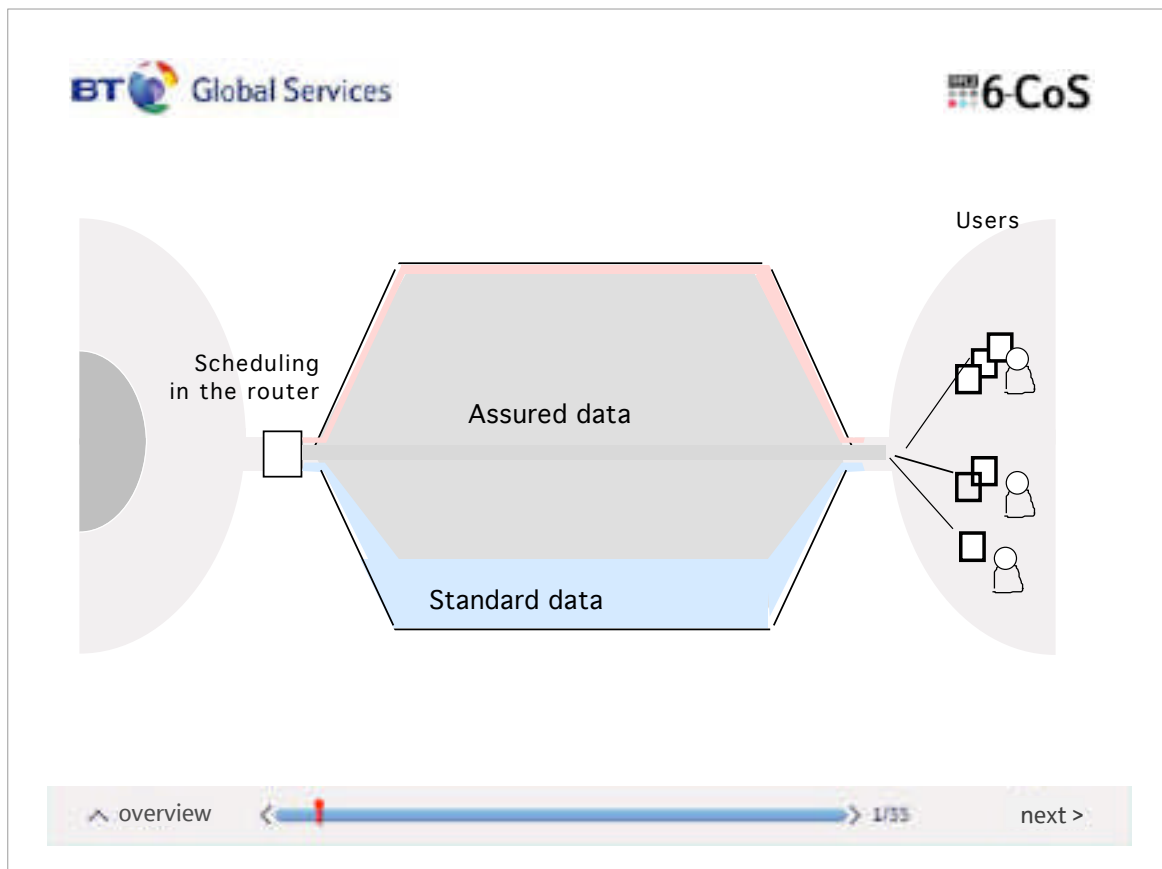 BT Global Services
6-CoS
Users
Scheduling
in the router
Assured data
Standard data
overview
1/35
next >